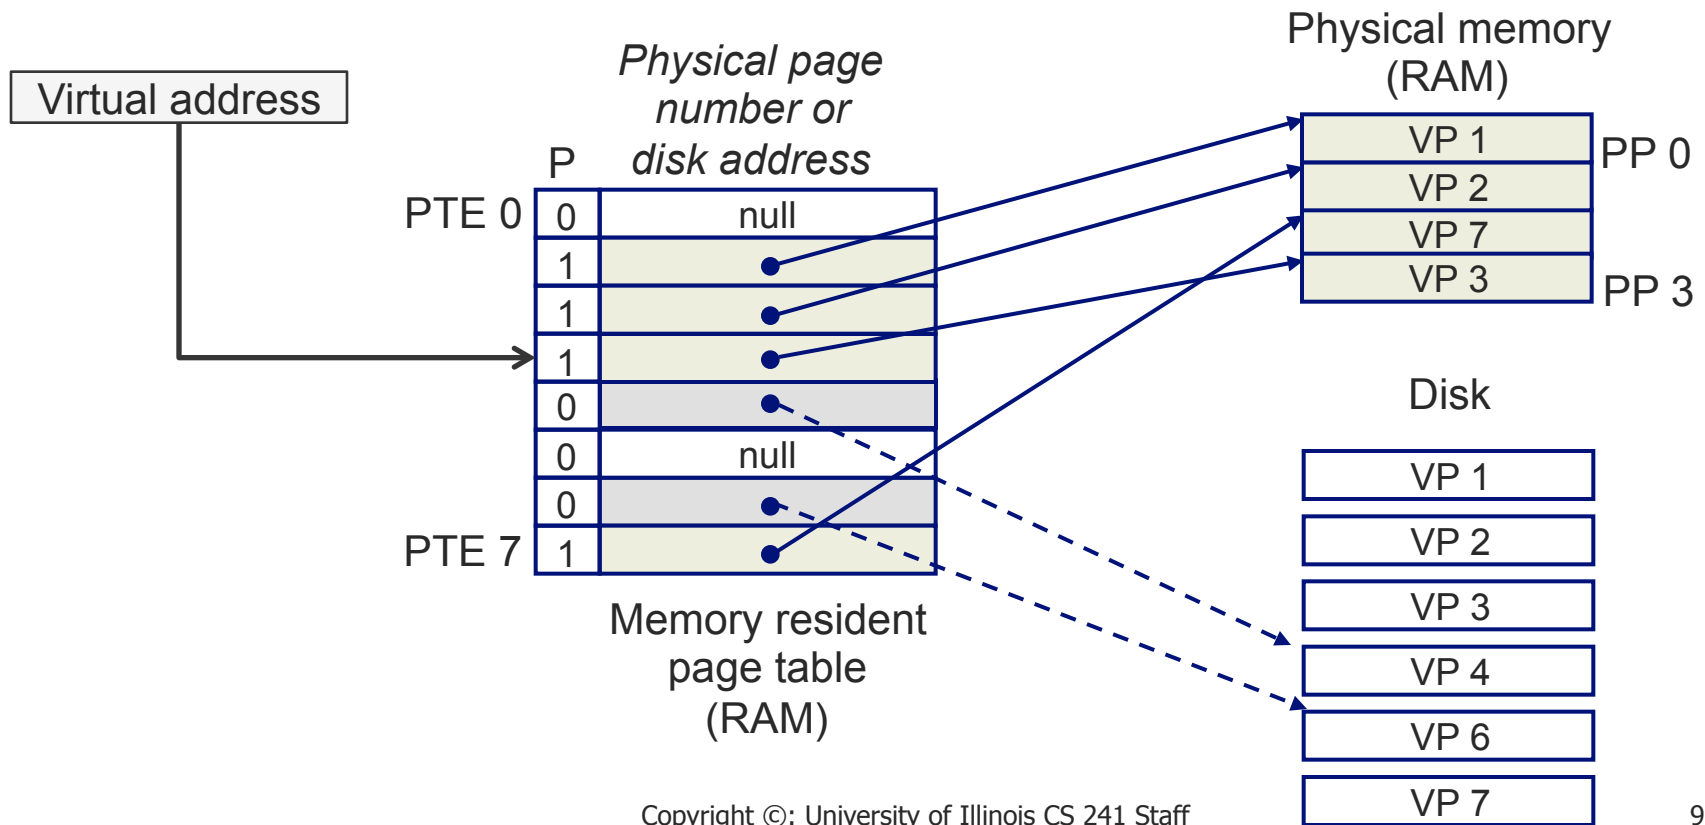 Virtual address
Physical page
number or
disk address
P
PTE 0
0
null
1
1
1
0
0
null
0
PTE 7
1
Memory resident
page table
(RAM)
Physical memory
(RAM)
VP 1
PP 0
VP 2
VP 7
VP 3
PP 3
Disk
VP 1
VP 2
VP 3
VP 4
VP 6
VP 7
Copyright ©: University of Illinois CS 241 Staff
9